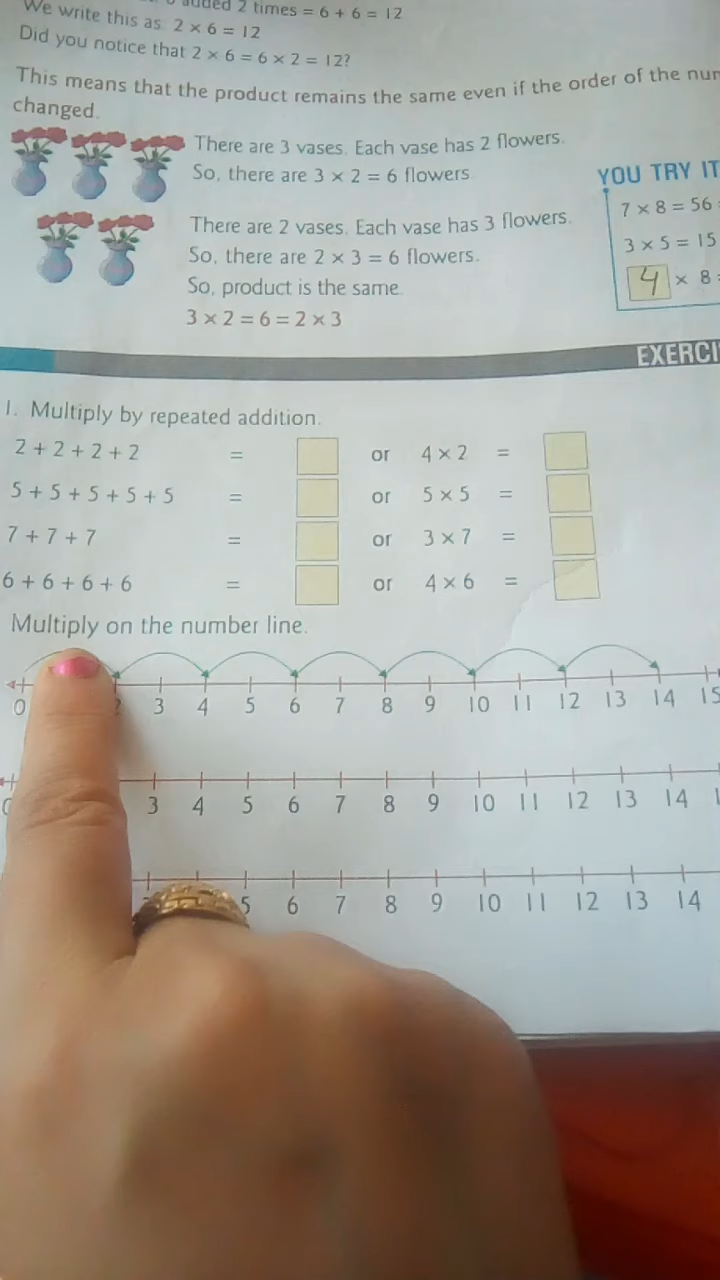 added 2 times = 6 + 6 = 12
We write this as 2 × 6 = 12
Did you notice that 2 × 6 = 6 × 2 = 12?
This means that the product remains the same even if the order of the
changed.
There are 3 vases. Each vase has 2 flowers.
So, there are 3 × 2 = 6 flowers
There are 2 vases. Each vase has 3 flowers.
So, there are 2 × 3 = 6 flowers.
So, product is the same
3 × 2 = 6 = 2 × 3
YOU TRY IT
7 × 8 = 56
3 × 5 = 15
4 × 8
EXERCI
1. Multiply by repeated addition.
2 + 2 + 2 + 2 = or 4 × 2 =
5 + 5 + 5 + 5 + 5 = or 5 × 5 =
7 + 7 + 7 = or 3 × 7 =
6 + 6 + 6 + 6 = or 4 × 6 =
Multiply on the number line.
0 2 3 4 5 6 7 8 9 10 11 12 13 14 15
3 4 5 6 7 8 9 10 11 12 13 14
5 6 7 8 9 10 11 12 13 14